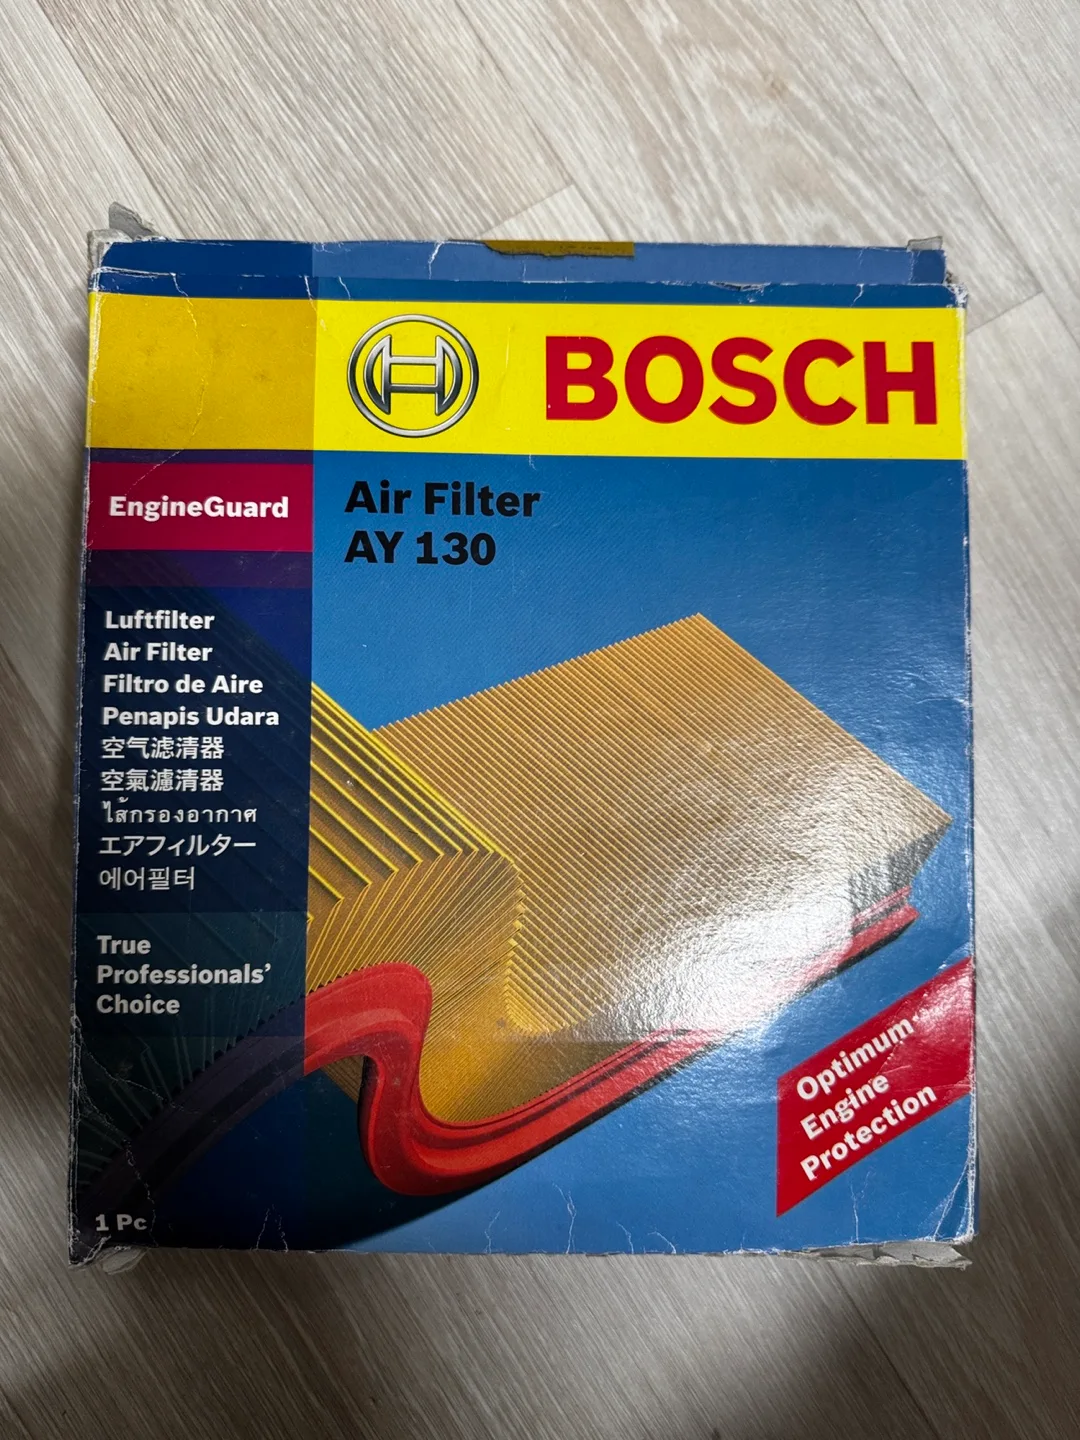 BOSCH
EngineGuard
Air Filter
AY 130
Luftfilter
Air Filter
Filtro de Aire
Penapis Udara
空气滤清器
空氣濾清器
ไส้กรองอากาศ
エアフィルター
에어필터
True
Professionals’
Choice
Optimum
Engine
Protection
1 Pc